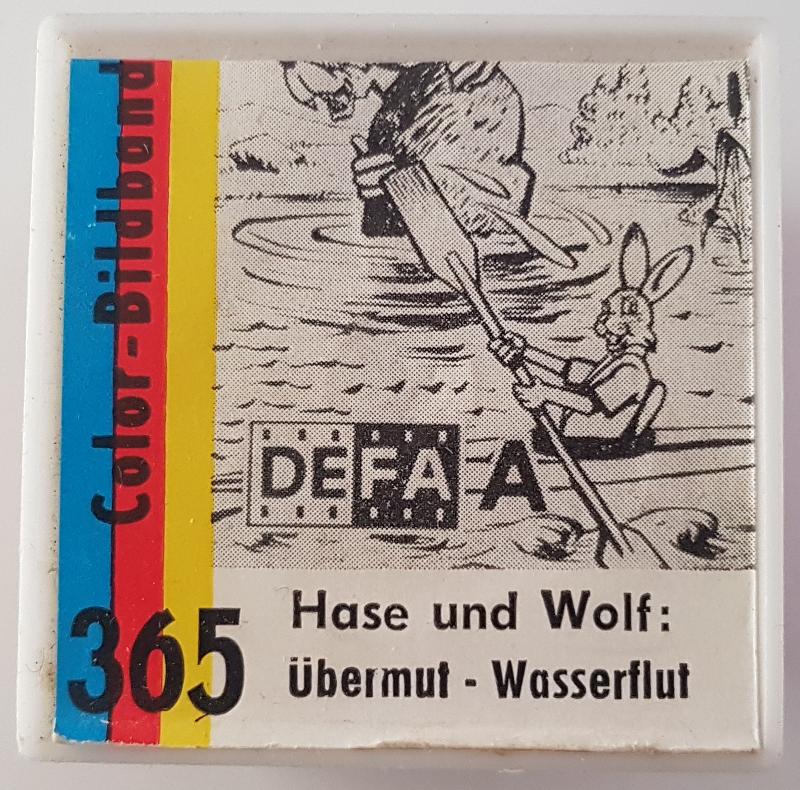 Color-Bildband
DEFA A
365
Hase und Wolf:
Übermut - Wasserflut